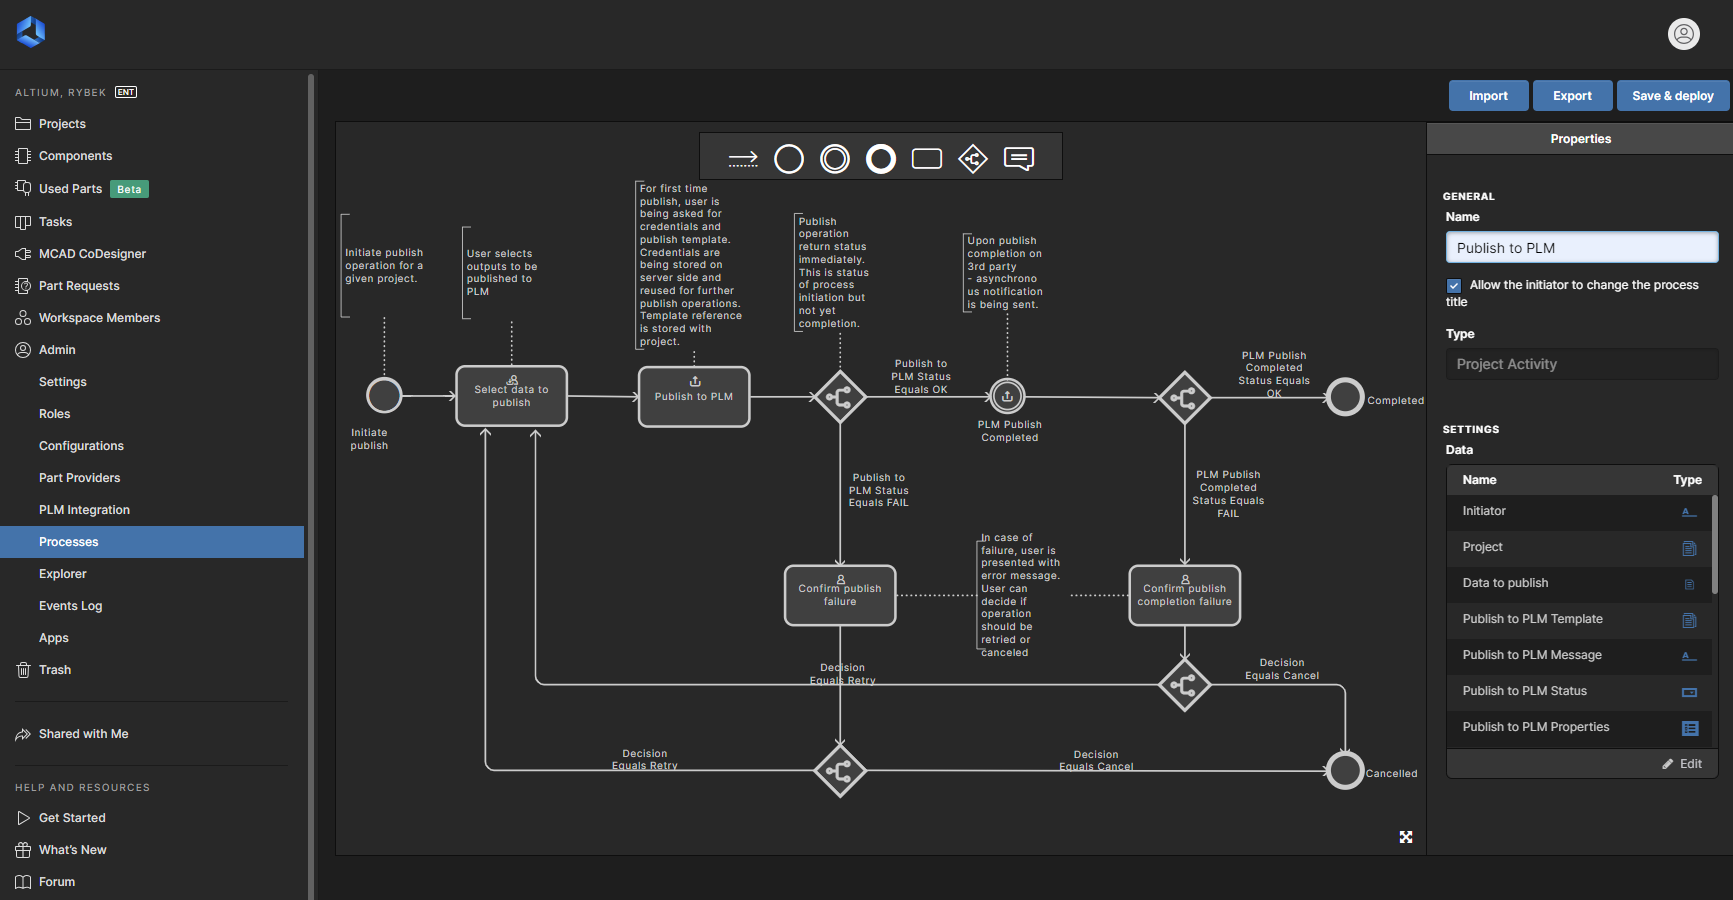 ALTIUM, RYBEK ENT
Projects
Components
Used Parts Beta
Tasks
MCAD CoDesigner
Part Requests
Workspace Members
Admin
Settings
Roles
Configurations
Part Providers
PLM Integration
Processes
Explorer
Events Log
Apps
Trash
Shared with Me
HELP AND RESOURCES
Get Started
What's New
Forum
Import
Export
Save & deploy
Initiate publish
operation for a
given project.
User selects
outputs to be
published to
PLM
For first time
publish, user is
being asked for
credentials and
publish template.
Credentials are
being stored on
server side and
reused for further
publish operations.
Template reference
is stored with
project.
Publish
operation
return status
immediately.
This is status
of process
initiation but
not yet
completion.
Upon publish
completion on
3rd party
- asynchrono
us notification
is being sent.
Initiate
publish
Select data to
publish
Publish to PLM
Publish to
PLM Status
Equals OK
PLM Publish
Completed
PLM Publish
Completed
Status Equals
OK
Completed
Publish to
PLM Status
Equals FAIL
PLM Publish
Completed
Status Equals
FAIL
Confirm publish
failure
In case of
failure, user is
presented with
error message.
User can
decide if
operation
should be
retried or
canceled
Confirm publish
completion failure
Decision
Equals Retry
Decision
Equals Cancel
Decision
Equals Retry
Decision
Equals Cancel
Cancelled
Properties
GENERAL
Name
Publish to PLM
Allow the initiator to change the process
title
Type
Project Activity
SETTINGS
Data
Name Type
Initiator
Project
Data to publish
Publish to PLM Template
Publish to PLM Message
Publish to PLM Status
Publish to PLM Properties
Edit